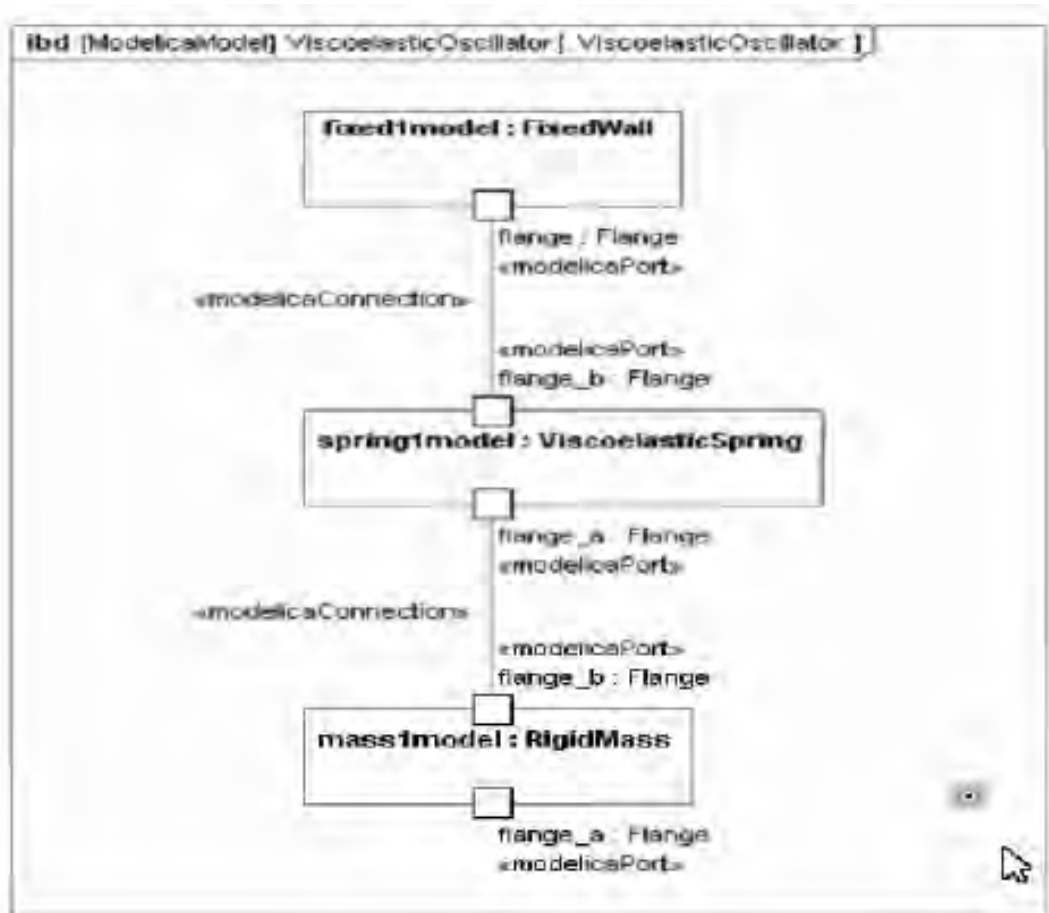 ibd [ModelicaModel] ViscoelasticOscillator [ ViscoelasticOscillator ]
fixed1model : FixedWall
flange : Flange
«modelicaPort»
«modelicaConnection»
«modelicaPort»
flange_b : Flange
spring1model : ViscoelasticSpring
flange_a : Flange
«modelicaPort»
«modelicaConnection»
«modelicaPort»
flange_b : Flange
mass1model : RigidMass
flange_a : Flange
«modelicaPort»